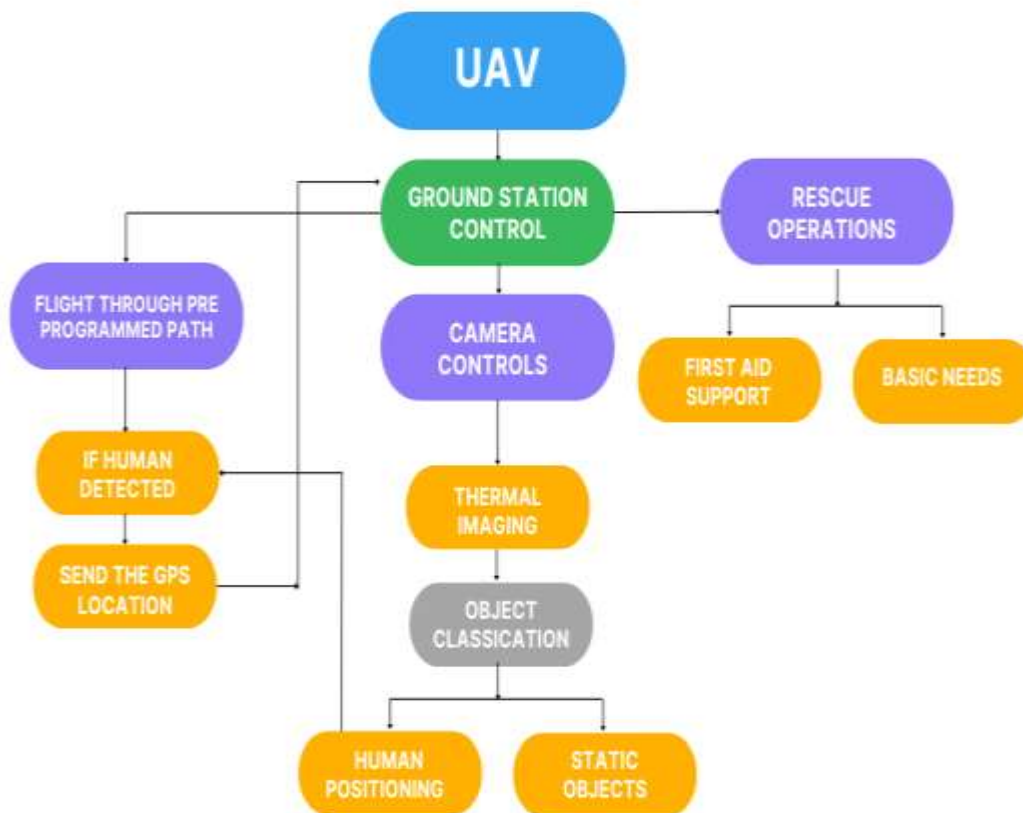 UAV
GROUND STATION
CONTROL
RESCUE
OPERATIONS
FLIGHT THROUGH PRE
PROGRAMMED PATH
CAMERA
CONTROLS
FIRST AID
SUPPORT
BASIC NEEDS
IF HUMAN
DETECTED
THERMAL
IMAGING
SEND THE GPS
LOCATION
OBJECT
CLASSICATION
HUMAN
POSITIONING
STATIC
OBJECTS